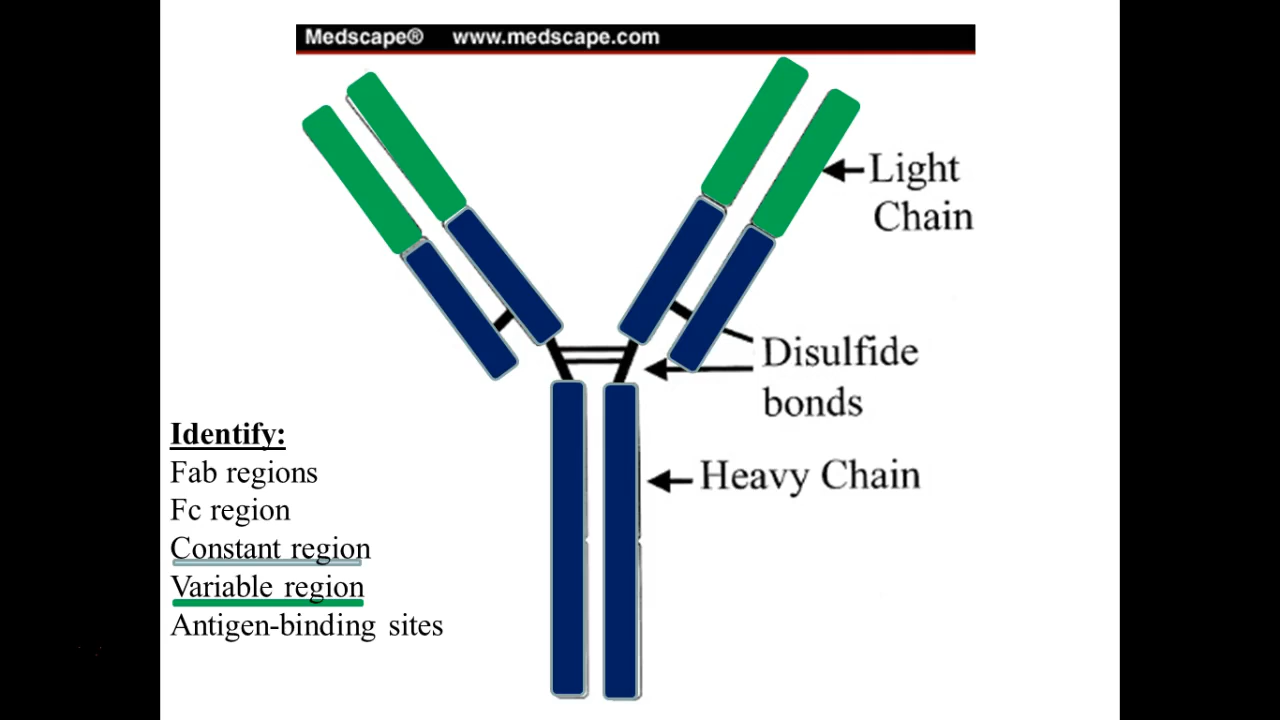 Medscape® www.medscape.com
Light
Chain
Disulfide
bonds
Heavy Chain
Identify:
Fab regions
Fc region
Constant region
Variable region
Antigen-binding sites